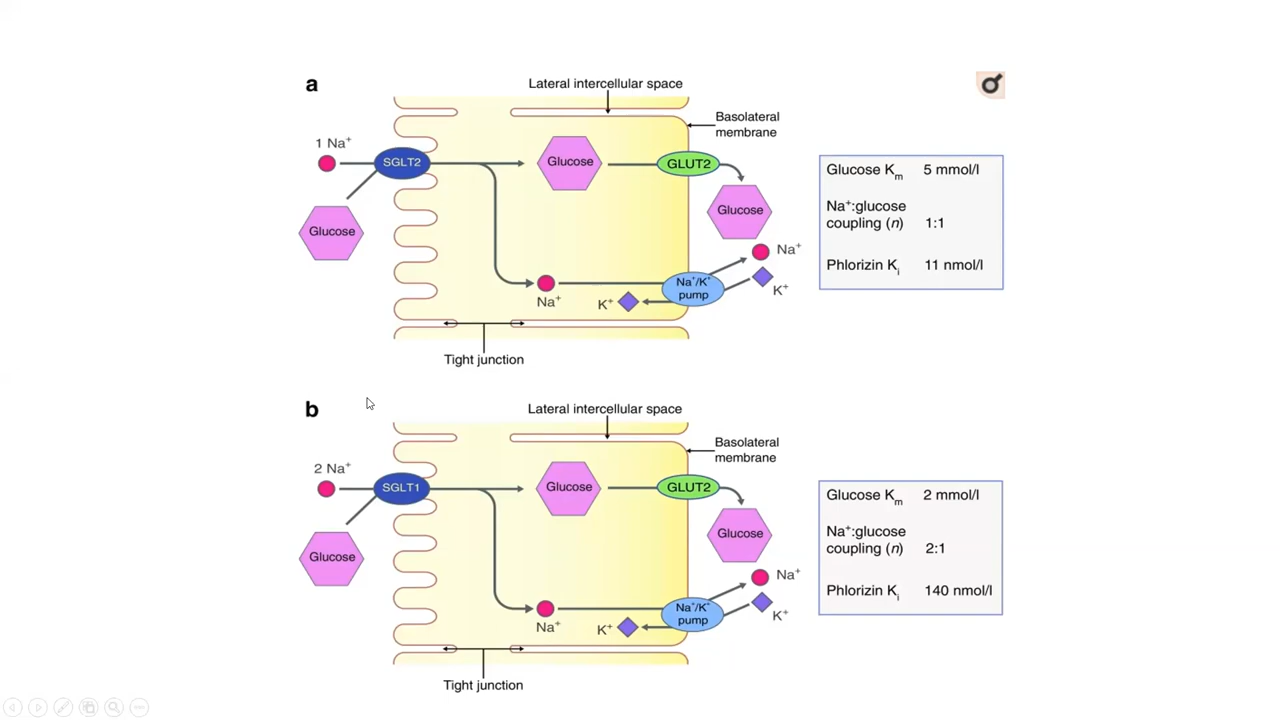 a
Lateral intercellular space
Basolateral
membrane
1 Na⁺
SGLT2
Glucose
GLUT2
Glucose
Glucose
Na⁺
Na⁺/K⁺
pump
Na⁺
K⁺
K⁺
Tight junction
Glucose Kₘ 5 mmol/l
Na⁺:glucose
coupling (n) 1:1
Phlorizin Kᵢ 11 nmol/l
b
Lateral intercellular space
Basolateral
membrane
2 Na⁺
SGLT1
Glucose
GLUT2
Glucose
Glucose
Na⁺
Na⁺/K⁺
pump
Na⁺
K⁺
K⁺
Tight junction
Glucose Kₘ 2 mmol/l
Na⁺:glucose
coupling (n) 2:1
Phlorizin Kᵢ 140 nmol/l